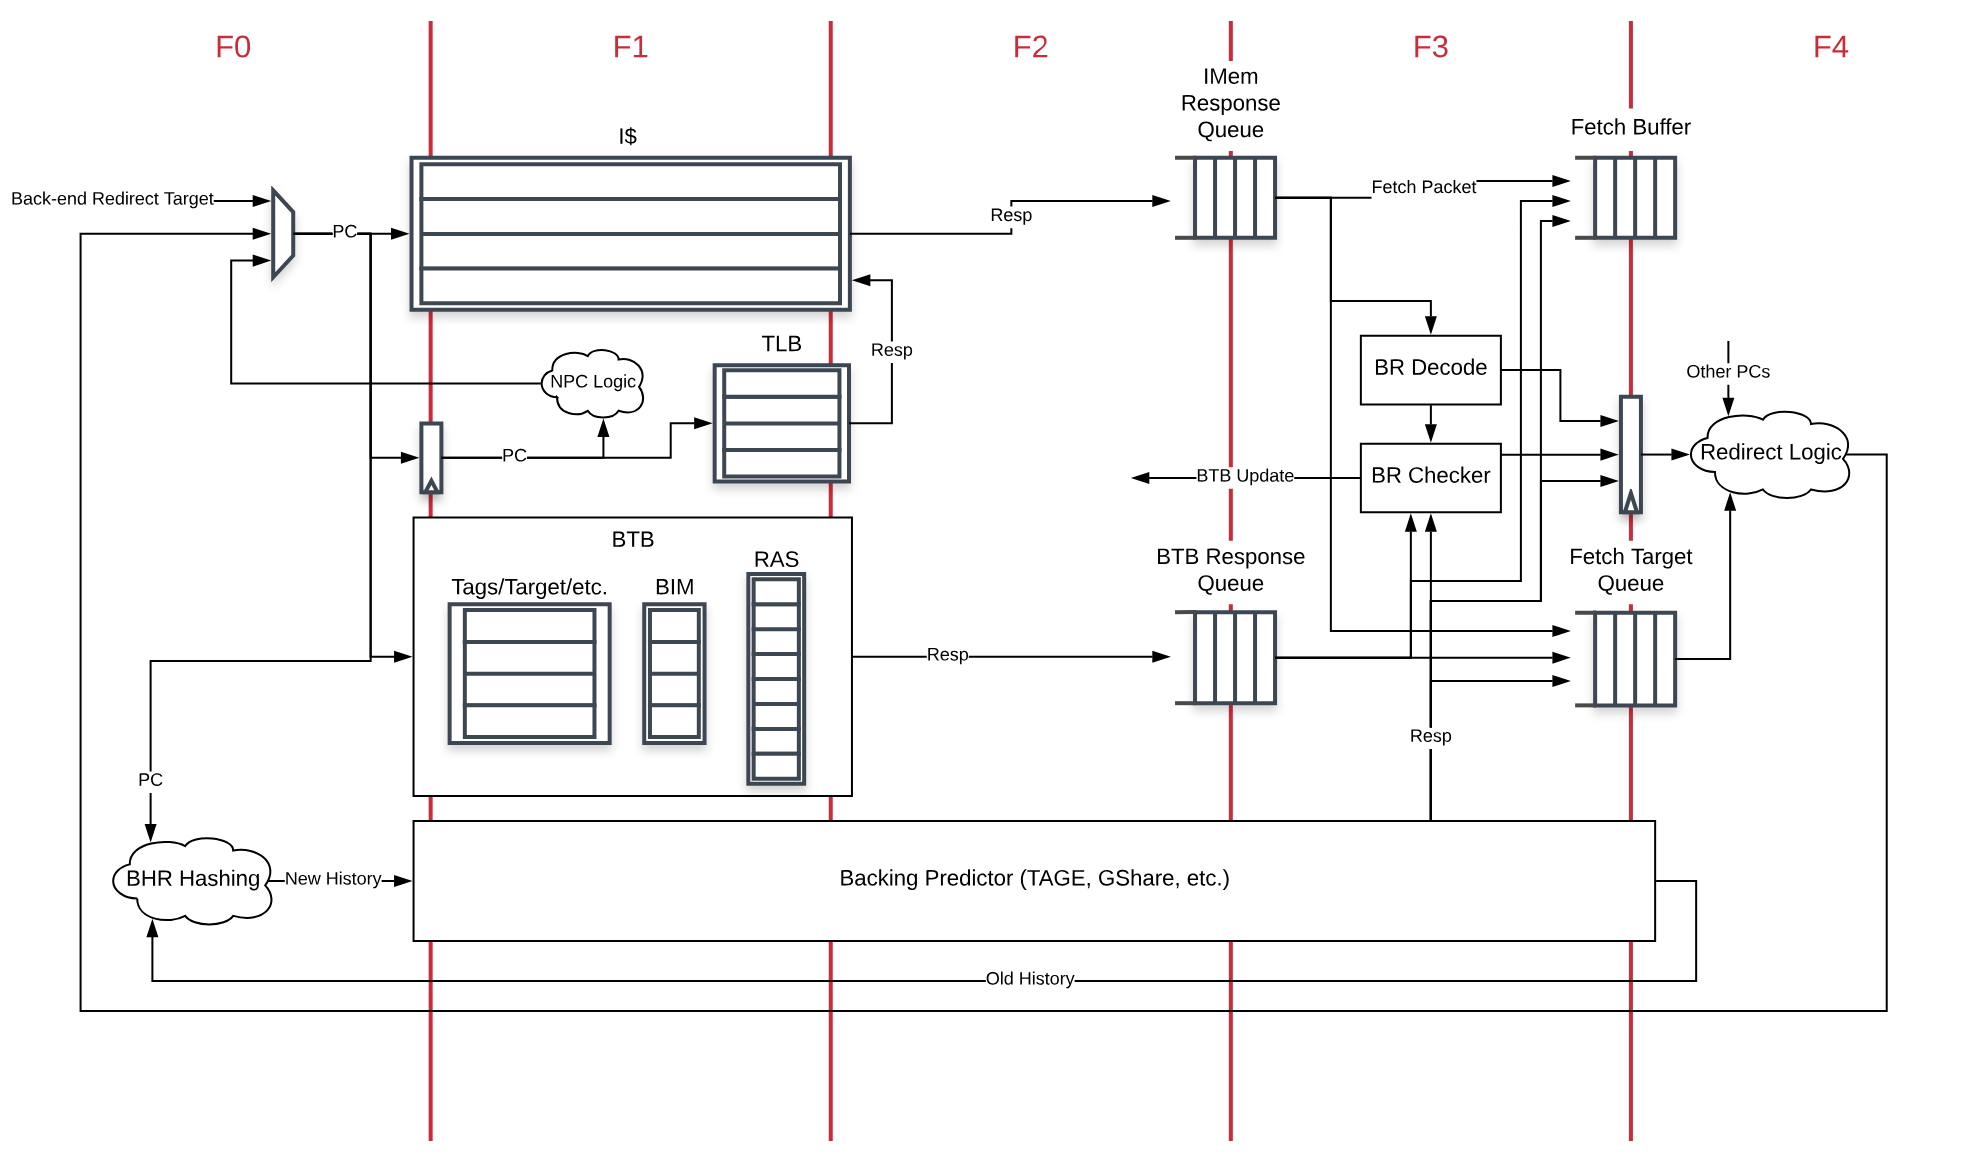 F0
F1
F2
F3
F4
IMem
Response
Queue
Fetch Buffer
I$
Back-end Redirect Target
PC
Resp
Fetch Packet
TLB
Resp
NPC Logic
BR Decode
Other PCs
PC
Redirect Logic
BTB Update
BR Checker
BTB
RAS
Tags/Target/etc.
BIM
BTB Response
Queue
Fetch Target
Queue
Resp
Resp
PC
BHR Hashing
New History
Backing Predictor (TAGE, GShare, etc.)
Old History